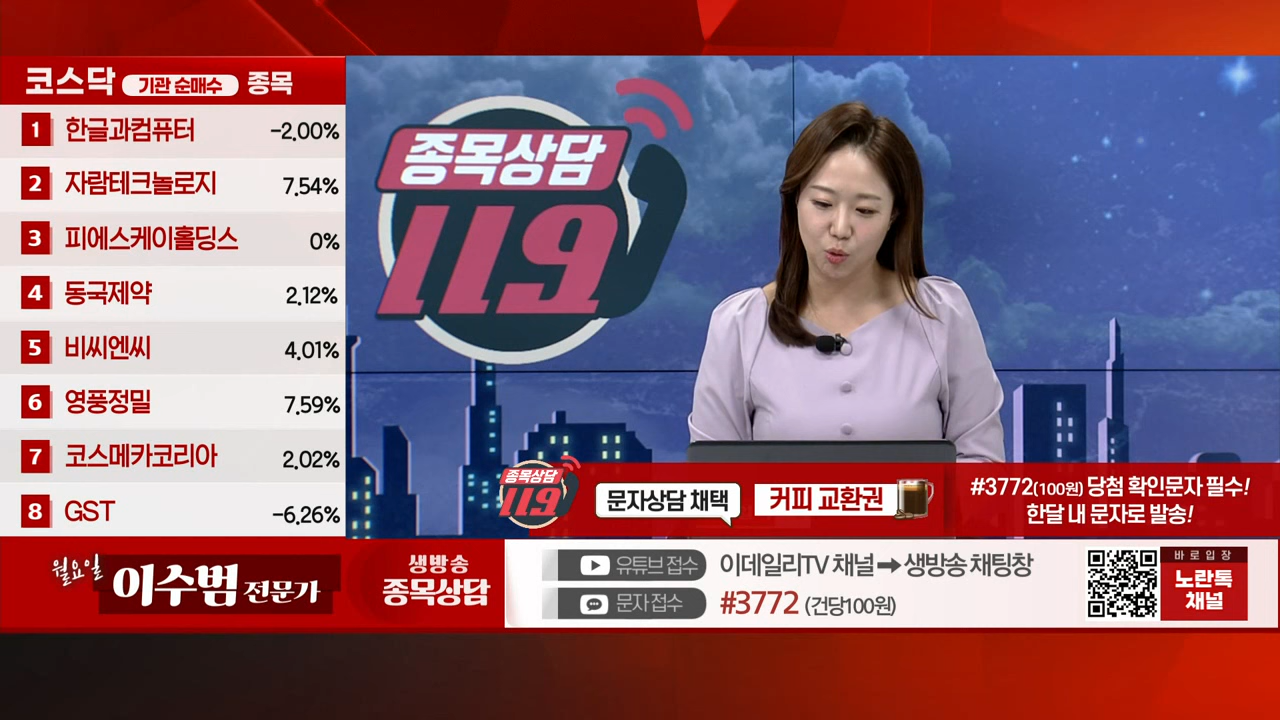 코스닥 기관 순매수 종목
1 한글과컴퓨터 -2.00%
2 자람테크놀로지 7.54%
3 피에스케이홀딩스 0%
4 동국제약 2.12%
5 비씨엔씨 4.01%
6 영풍정밀 7.59%
7 코스메카코리아 2.02%
8 GST -6.26%
종목상담
119
종목상담
119
문자상담 채택
커피 교환권
#3772(100원) 당첨 확인문자 필수!
한달 내 문자로 발송!
월요일 이수범 전문가
생방송
종목상담
유튜브 접수 이데일리TV 채널 ➡ 생방송 채팅창
문자 접수 #3772 (건당100원)
바로입장
노란톡
채널